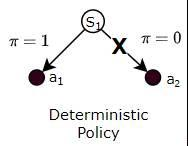 S1
π = 1
X
π = 0
a1
a2
Deterministic
Policy